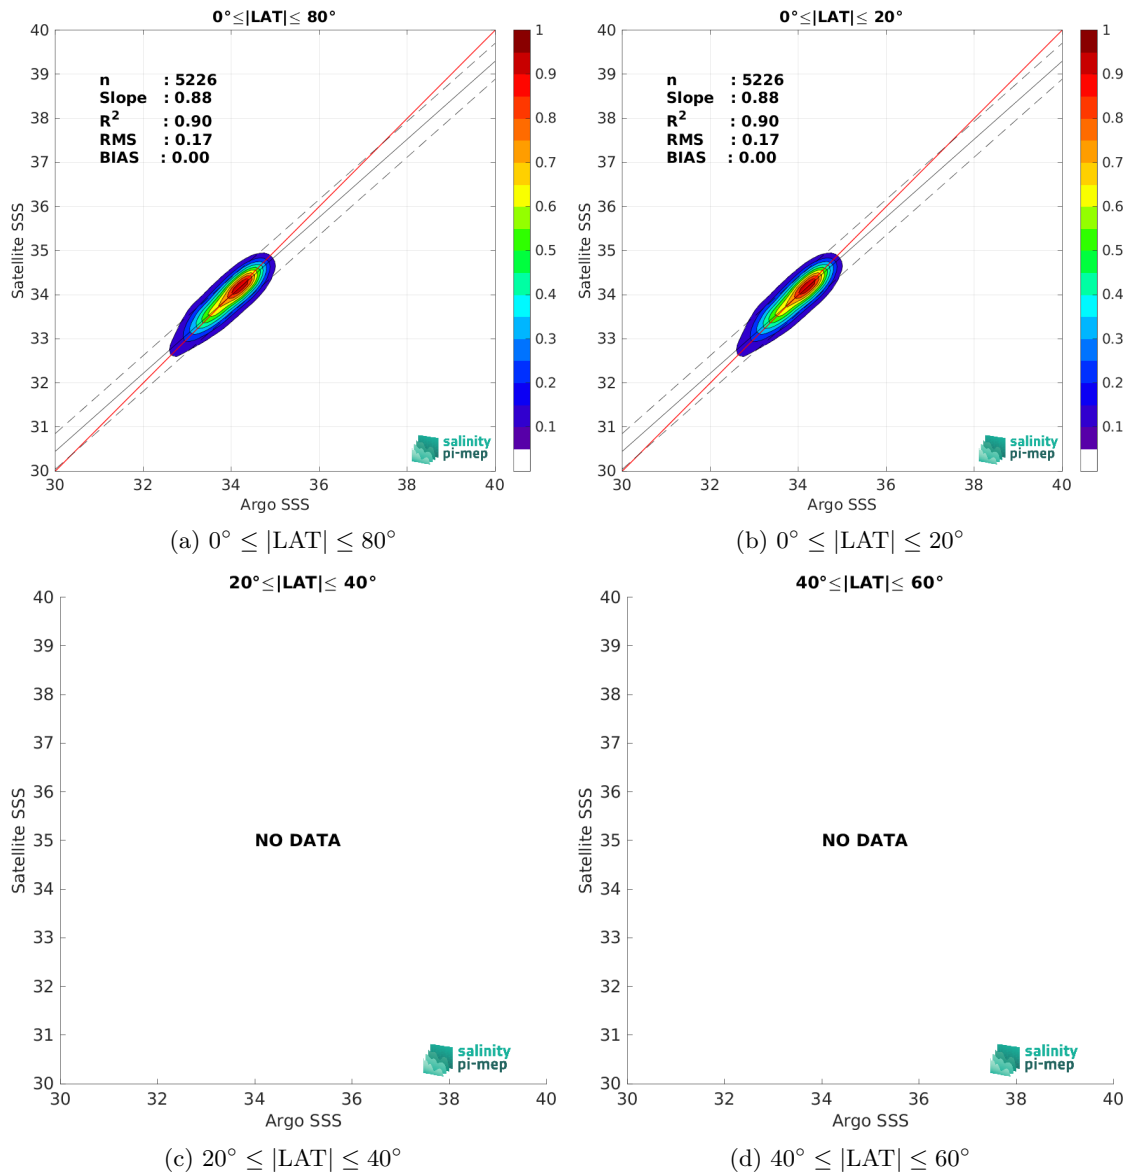 0°≤|LAT|≤ 80°
40
39
38
37
36
35
34
33
32
31
30
Satellite SSS
n : 5226
Slope : 0.88
R² : 0.90
RMS : 0.17
BIAS : 0.00
1
0.9
0.8
0.7
0.6
0.5
0.4
0.3
0.2
0.1
salinity
pi-mep
30 32 34 36 38 40
Argo SSS
(a) 0° ≤ |LAT| ≤ 80°
0°≤|LAT|≤ 20°
40
39
38
37
36
35
34
33
32
31
30
Satellite SSS
n : 5226
Slope : 0.88
R² : 0.90
RMS : 0.17
BIAS : 0.00
1
0.9
0.8
0.7
0.6
0.5
0.4
0.3
0.2
0.1
salinity
pi-mep
30 32 34 36 38 40
Argo SSS
(b) 0° ≤ |LAT| ≤ 20°
20°≤|LAT|≤ 40°
40
39
38
37
36
35
34
33
32
31
30
Satellite SSS
NO DATA
salinity
pi-mep
30 32 34 36 38 40
Argo SSS
(c) 20° ≤ |LAT| ≤ 40°
40°≤|LAT|≤ 60°
40
39
38
37
36
35
34
33
32
31
30
Satellite SSS
NO DATA
salinity
pi-mep
30 32 34 36 38 40
Argo SSS
(d) 40° ≤ |LAT| ≤ 60°